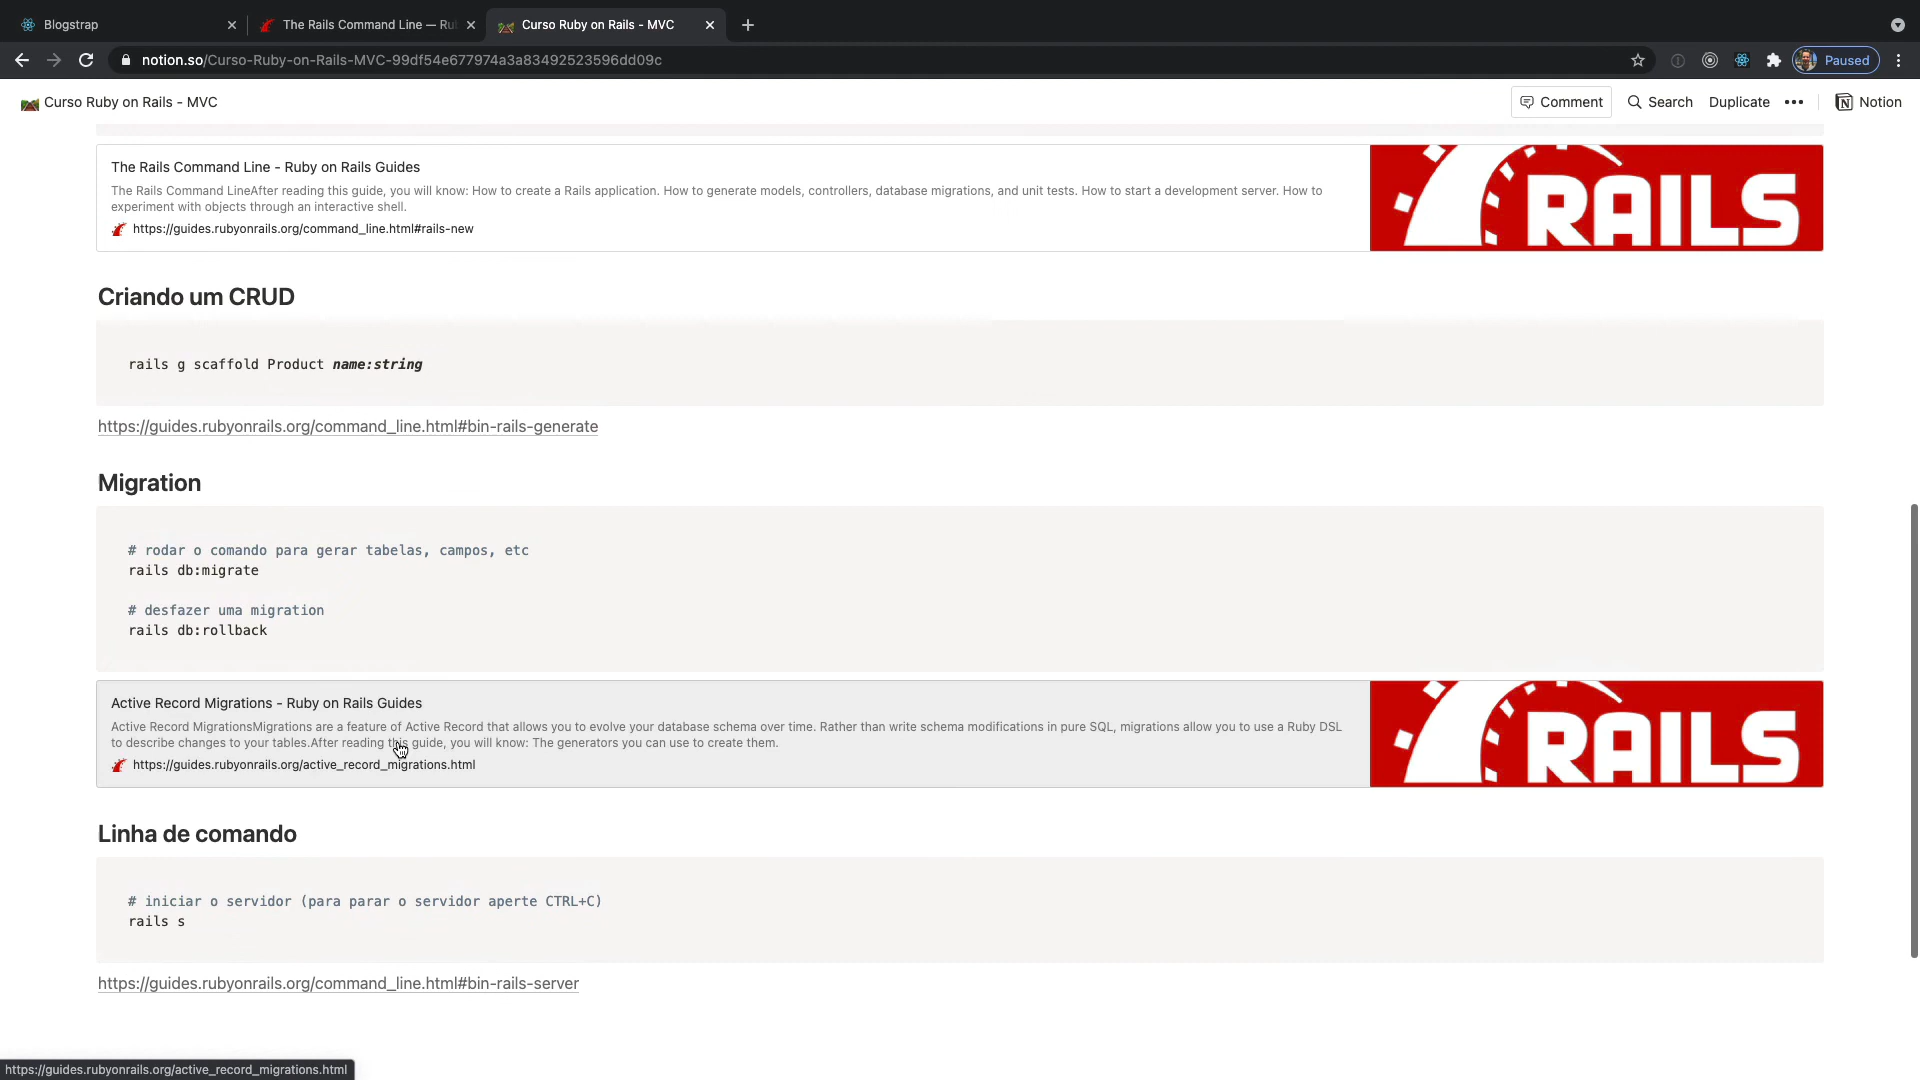 Blogstrap
The Rails Command Line — Ru
Curso Ruby on Rails - MVC
notion.so/Curso-Ruby-on-Rails-MVC-99df54e677974a3a83492523596dd09c
Paused
Curso Ruby on Rails - MVC
Comment
Search
Duplicate
Notion
The Rails Command Line - Ruby on Rails Guides
The Rails Command LineAfter reading this guide, you will know: How to create a Rails application. How to generate models, controllers, database migrations, and unit tests. How to start a development server. How to
experiment with objects through an interactive shell.
https://guides.rubyonrails.org/command_line.html#rails-new
RAILS
Criando um CRUD
rails g scaffold Product name:string
https://guides.rubyonrails.org/command_line.html#bin-rails-generate
Migration
# rodar o comando para gerar tabelas, campos, etc
rails db:migrate
# desfazer uma migration
rails db:rollback
Active Record Migrations - Ruby on Rails Guides
Active Record MigrationsMigrations are a feature of Active Record that allows you to evolve your database schema over time. Rather than write schema modifications in pure SQL, migrations allow you to use a Ruby DSL
to describe changes to your tables.After reading this guide, you will know: The generators you can use to create them.
https://guides.rubyonrails.org/active_record_migrations.html
RAILS
Linha de comando
# iniciar o servidor (para parar o servidor aperte CTRL+C)
rails s
https://guides.rubyonrails.org/command_line.html#bin-rails-server
https://guides.rubyonrails.org/active_record_migrations.html